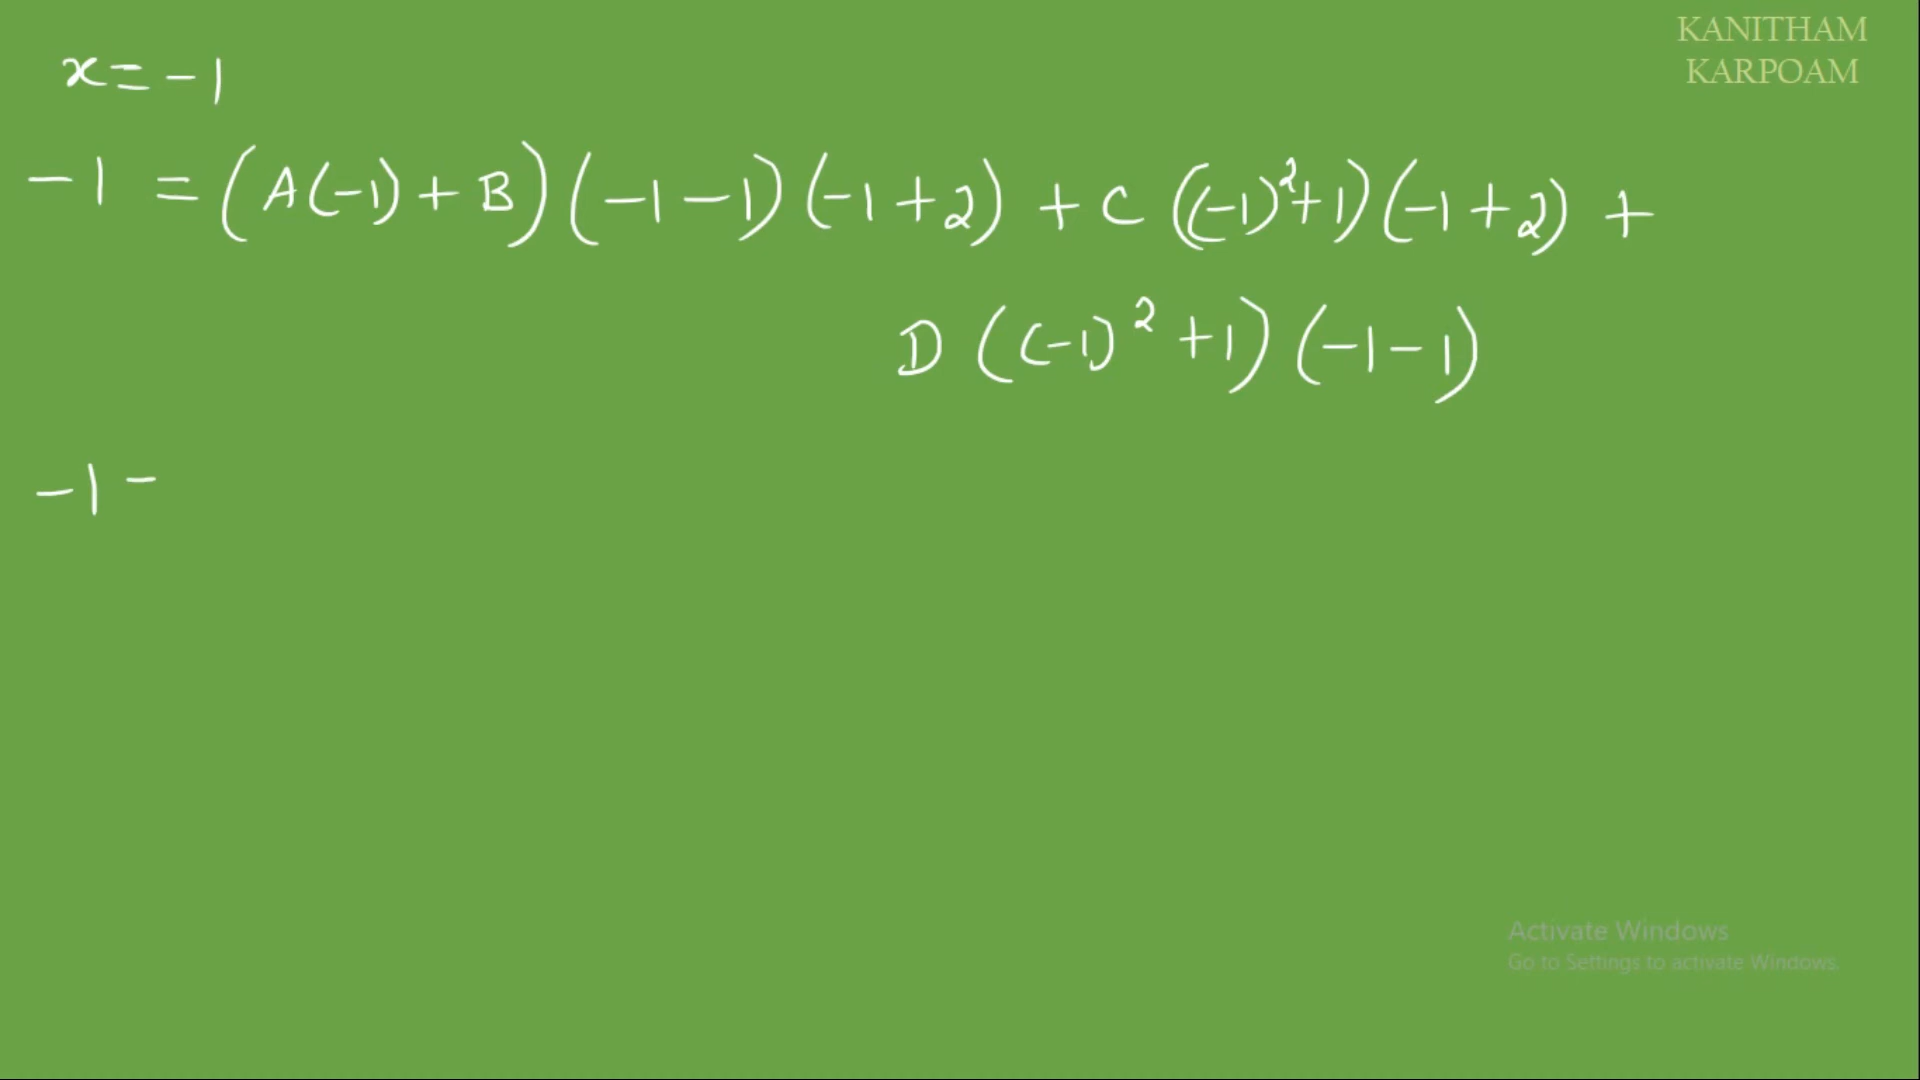 KANITHAM
KARPOAM
x = -1
-1 = (A(-1) + B)(-1-1)(-1+2) + C((-1)²+1)(-1+2) +
D((-1)²+1)(-1-1)
-1 -
Activate Windows
Go to Settings to activate Windows.